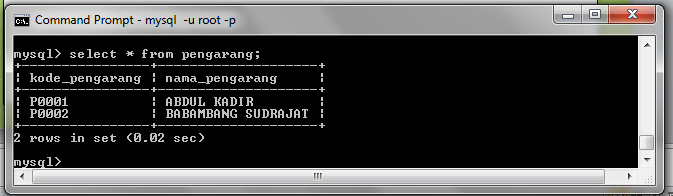 Command Prompt - mysql -u root -p
mysql> select * from pengarang;
+----------------+-------------------+
| kode_pengarang | nama_pengarang    |
+----------------+-------------------+
| P0001          | ABDUL KADIR       |
| P0002          | BABAMBANG SUDRAJAT |
+----------------+-------------------+
2 rows in set (0.02 sec)
mysql>